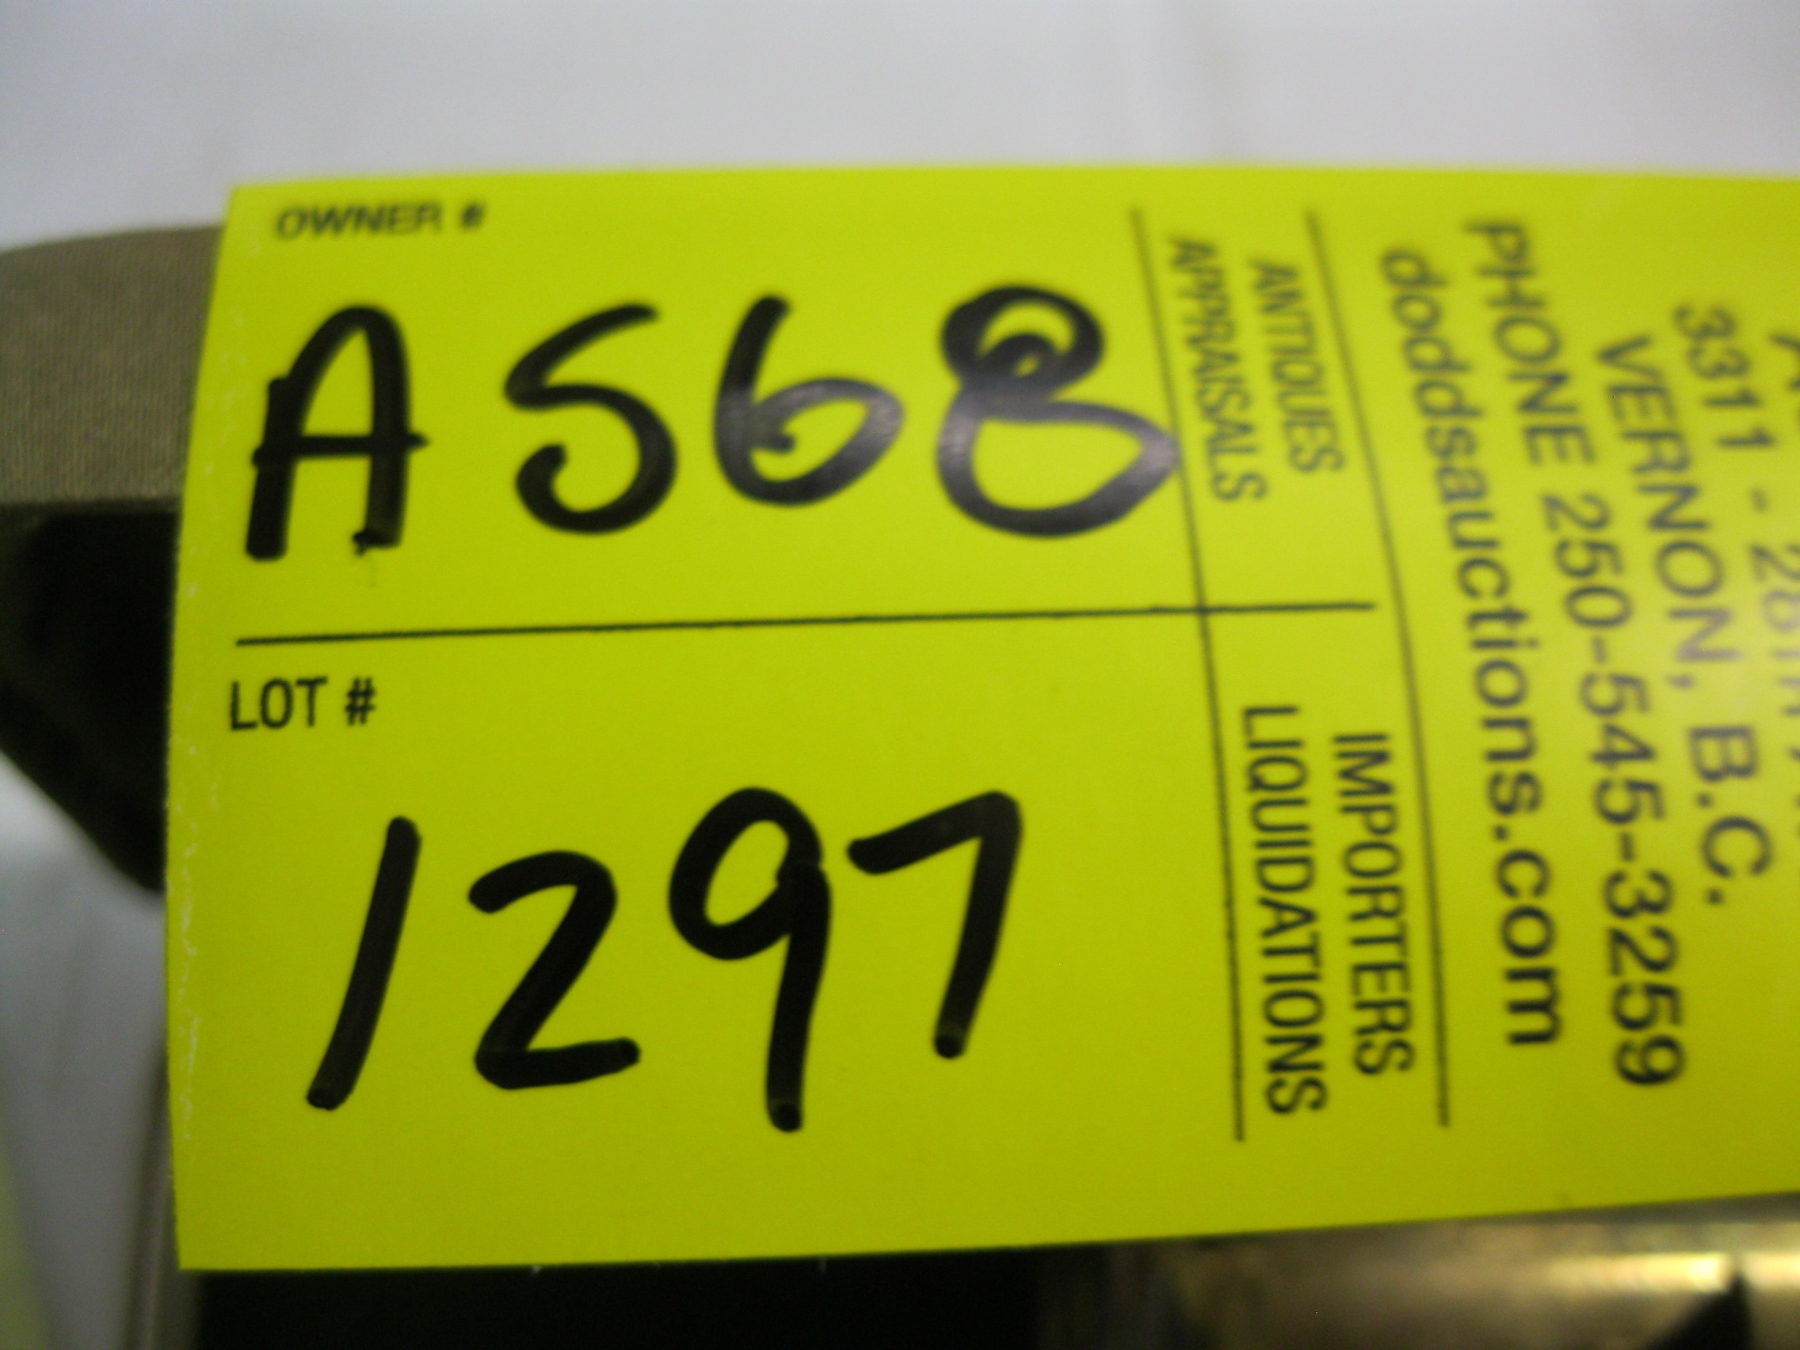 OWNER #
A568
LOT #
1297
ANTIQUES
APPRAISALS
IMPORTERS
LIQUIDATIONS
3311 -
VERNON, B.C.
PHONE 250-545-3259
doddsauctions.com